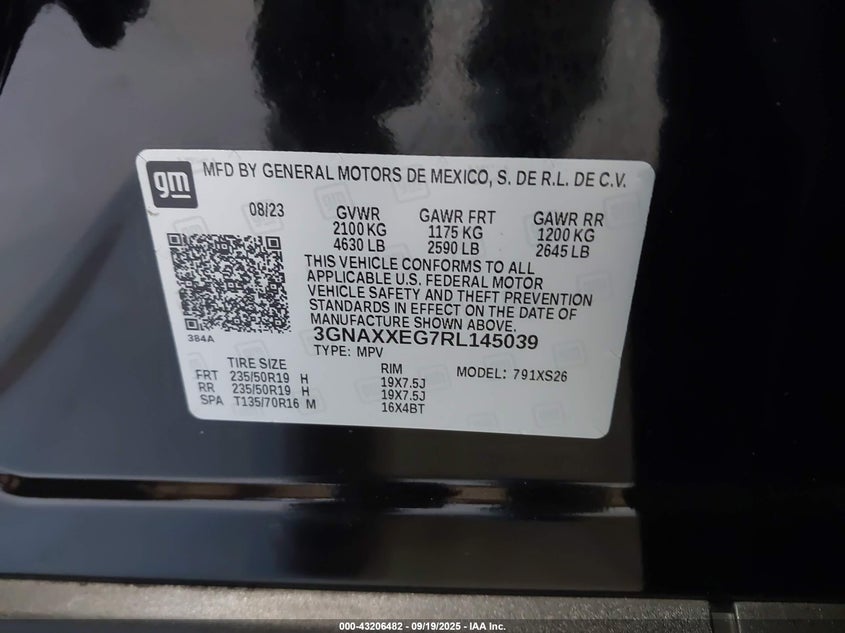 gm
MFD BY GENERAL MOTORS DE MEXICO, S. DE R.L. DE C.V.
08/23 GVWR GAWR FRT GAWR RR
2100 KG 1175 KG 1200 KG
4630 LB 2590 LB 2645 LB
THIS VEHICLE CONFORMS TO ALL
APPLICABLE U.S. FEDERAL MOTOR
VEHICLE SAFETY AND THEFT PREVENTION
STANDARDS IN EFFECT ON THE DATE OF
MANUFACTURE SHOWN ABOVE.
384A 3GNAXXEG7RL145039
TYPE: MPV
TIRE SIZE RIM MODEL: 791XS26
FRT 235/50R19 H 19X7.5J
RR 235/50R19 H 19X7.5J
SPA T135/70R16 M 16X4BT
000-43206482 - 09/19/2025 - IAA Inc.